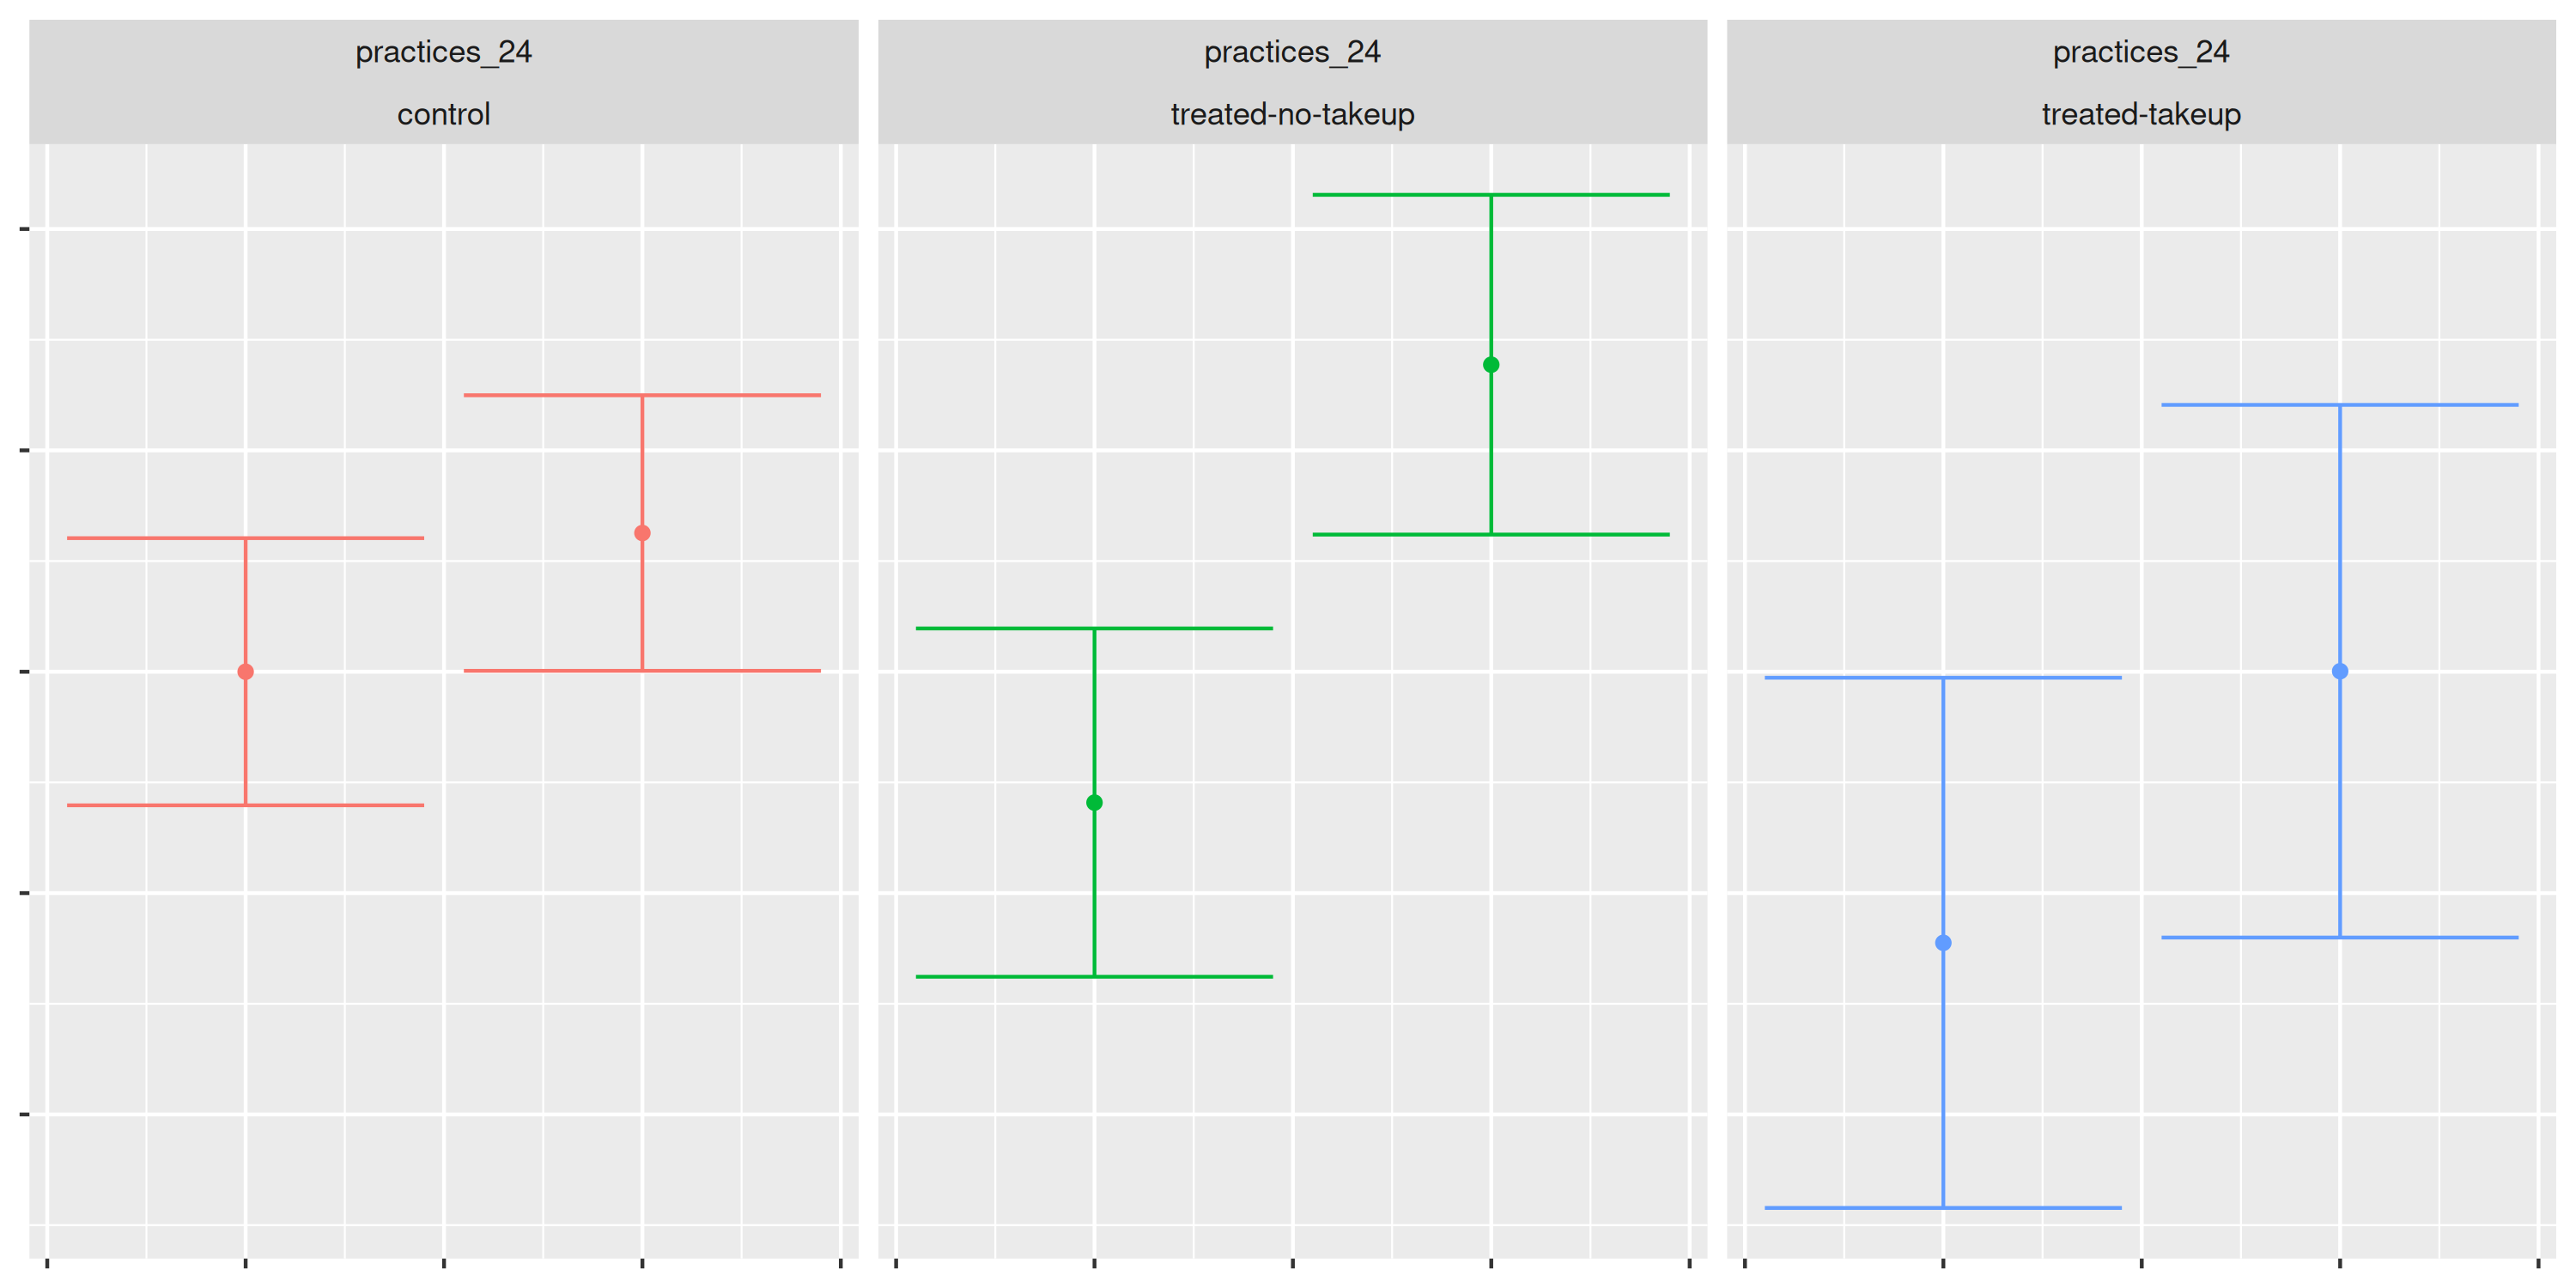 practices_24
control
practices_24
treated-no-takeup
practices_24
treated-takeup